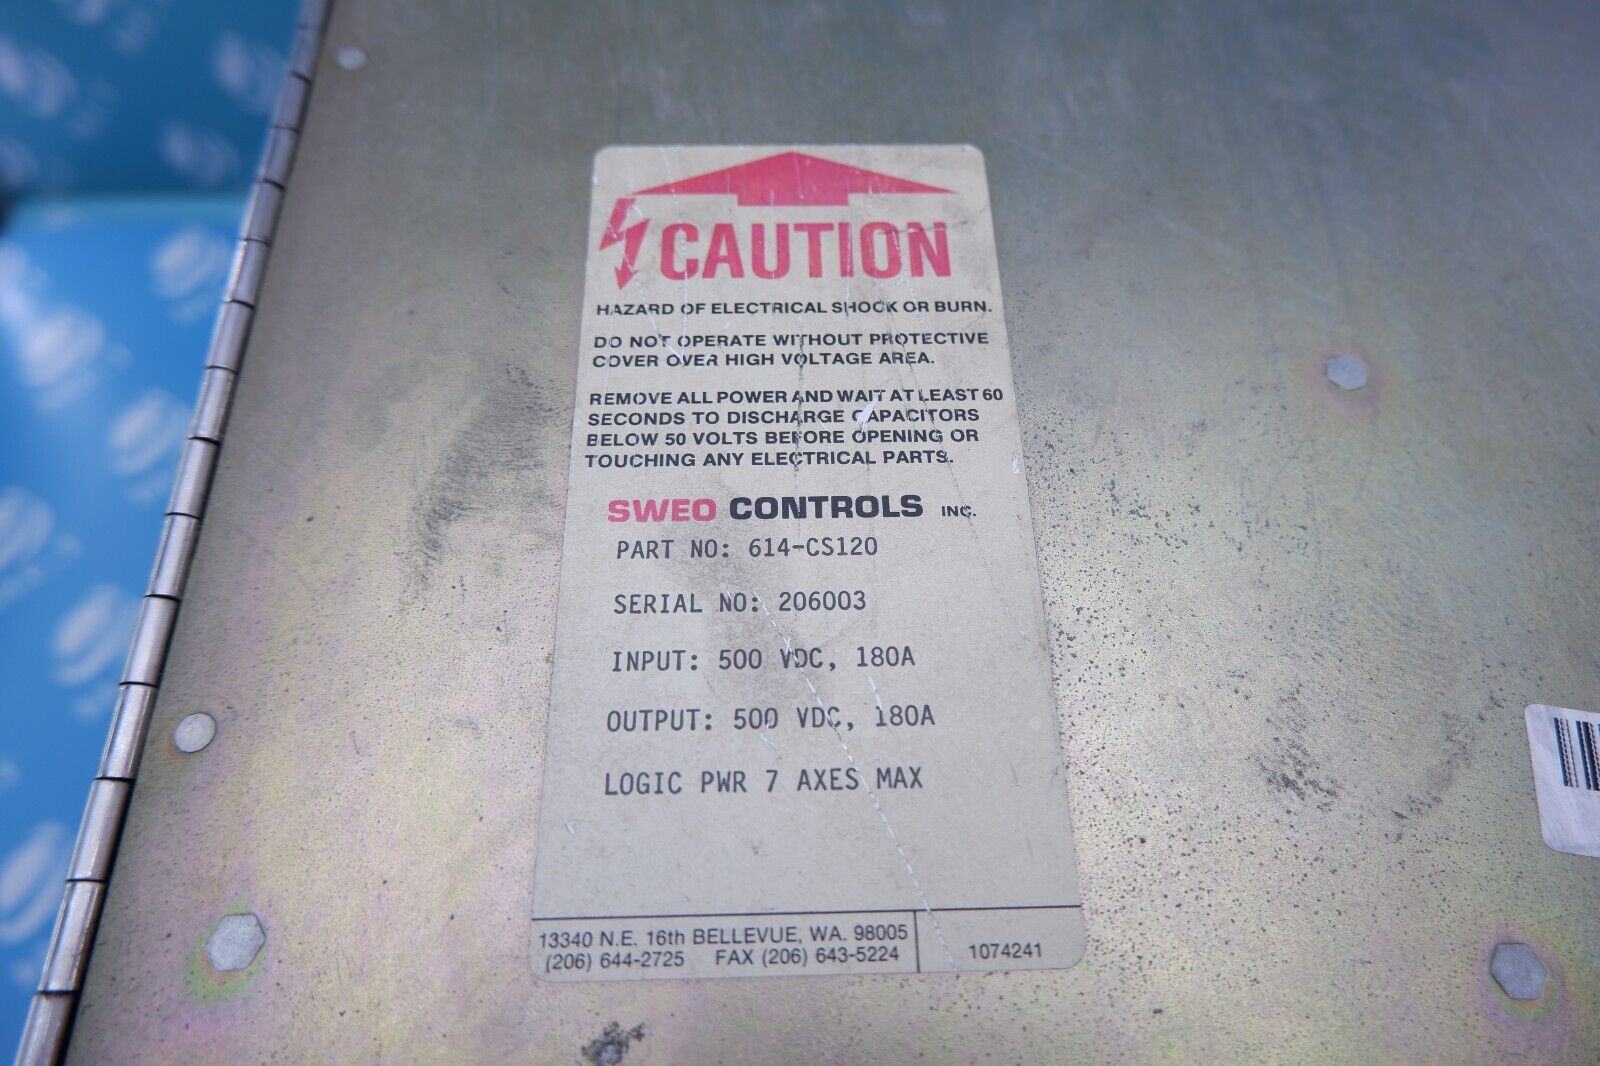 CAUTION
HAZARD OF ELECTRICAL SHOCK OR BURN.
DO NOT OPERATE WITHOUT PROTECTIVE
COVER OVER HIGH VOLTAGE AREA.
REMOVE ALL POWER AND WAIT AT LEAST 60
SECONDS TO DISCHARGE CAPACITORS
BELOW 50 VOLTS BEFORE OPENING OR
TOUCHING ANY ELECTRICAL PARTS.
SWEO CONTROLS INC.
PART NO: 614-CS120
SERIAL NO: 206003
INPUT: 500 VDC, 180A
OUTPUT: 500 VDC, 180A
LOGIC PWR 7 AXES MAX
13340 N.E. 16th BELLEVUE, WA. 98005
(206) 644-2725 FAX (206) 643-5224
1074241